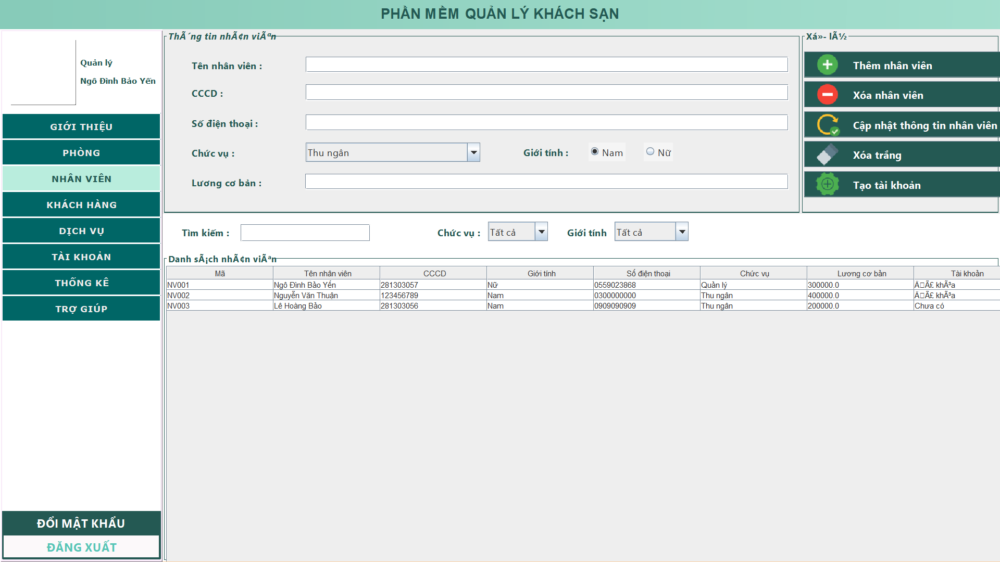 PHẦN MỀM QUẢN LÝ KHÁCH SẠN
Quản lý
Ngô Đình Bảo Yến
GIỚI THIỆU
PHÒNG
NHÂN VIÊN
KHÁCH HÀNG
DỊCH VỤ
TÀI KHOẢN
THỐNG KÊ
TRỢ GIÚP
ĐỔI MẬT KHẨU
ĐĂNG XUẤT
ThÃ´ng tin nhÃ¢n viÃªn
Tên nhân viên :
CCCD :
Số điện thoại :
Chức vụ : Thu ngân Giới tính : Nam Nữ
Lương cơ bản :
Xá»­- lÃ½
Thêm nhân viên
Xóa nhân viên
Cập nhật thông tin nhân viên
Xóa trắng
Tạo tài khoản
Tìm kiếm : Chức vụ : Tất cả Giới tính Tất cả
Danh sÃ¡ch nhÃ¢n viÃªn
Mã Tên nhân viên CCCD Giới tính Số điện thoại Chức vụ Lương cơ bản Tài khoản
NV001 Ngô Đình Bảo Yến 281303057 Nữ 0559023868 Quản lý 300000.0 Ä□Ã£ khÃ³a
NV002 Nguyễn Văn Thuận 123456789 Nam 0300000000 Thu ngân 400000.0 Ä□Ã£ khÃ³a
NV003 Lê Hoàng Bảo 281303056 Nam 0909090909 Thu ngân 200000.0 Chưa có